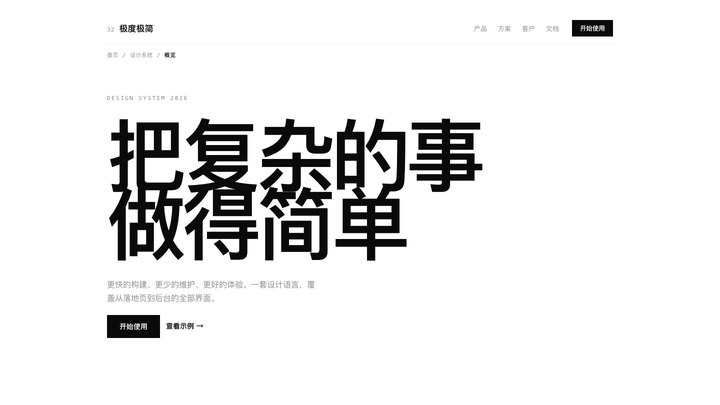 32 极度极简
产品 方案 客户 文档 开始使用
首页 / 设计系统 / 概览
DESIGN SYSTEM 2026
把复杂的事
做得简单
更快的构建、更少的维护、更好的体验。一套设计语言，覆
盖从落地页到后台的全部界面。
开始使用 查看示例 →